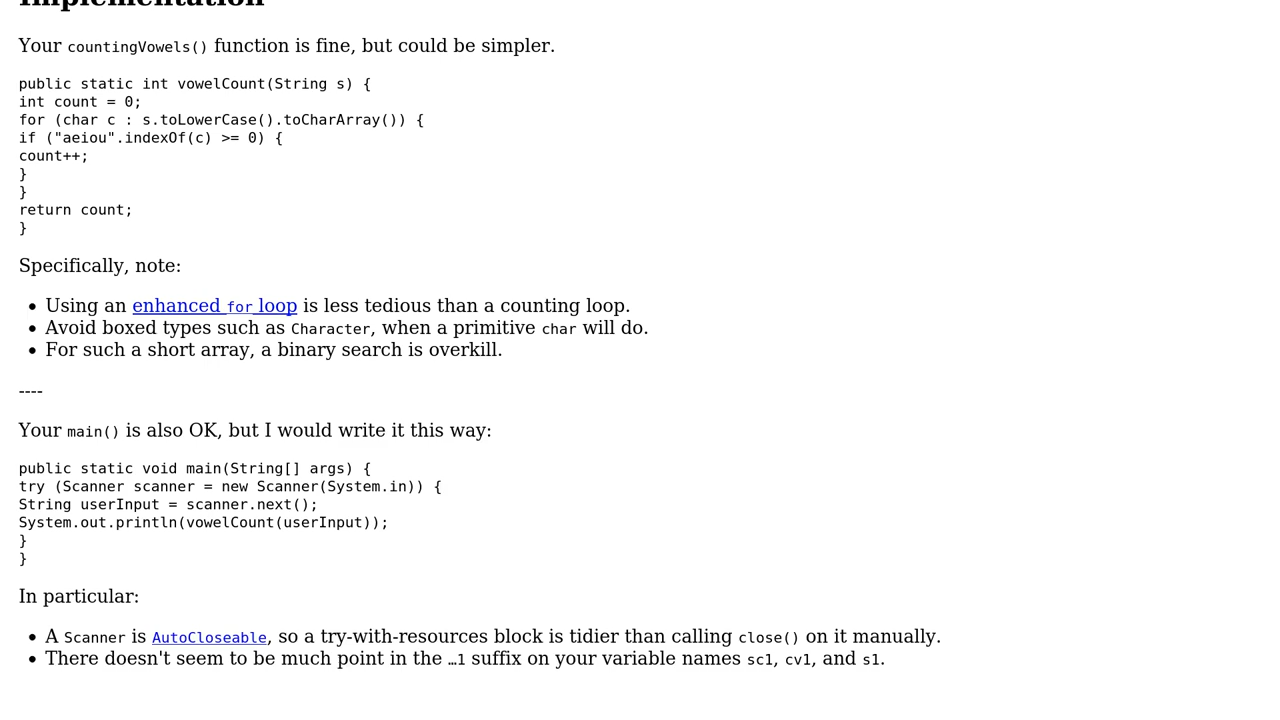 Implementation
Your countingVowels() function is fine, but could be simpler.
public static int vowelCount(String s) {
int count = 0;
for (char c : s.toLowerCase().toCharArray()) {
if ("aeiou".indexOf(c) >= 0) {
count++;
}
}
return count;
}
Specifically, note:
• Using an enhanced for loop is less tedious than a counting loop.
• Avoid boxed types such as Character, when a primitive char will do.
• For such a short array, a binary search is overkill.
----
Your main() is also OK, but I would write it this way:
public static void main(String[] args) {
try (Scanner scanner = new Scanner(System.in)) {
String userInput = scanner.next();
System.out.println(vowelCount(userInput));
}
}
In particular:
• A Scanner is AutoCloseable, so a try-with-resources block is tidier than calling close() on it manually.
• There doesn't seem to be much point in the …1 suffix on your variable names sc1, cv1, and s1.